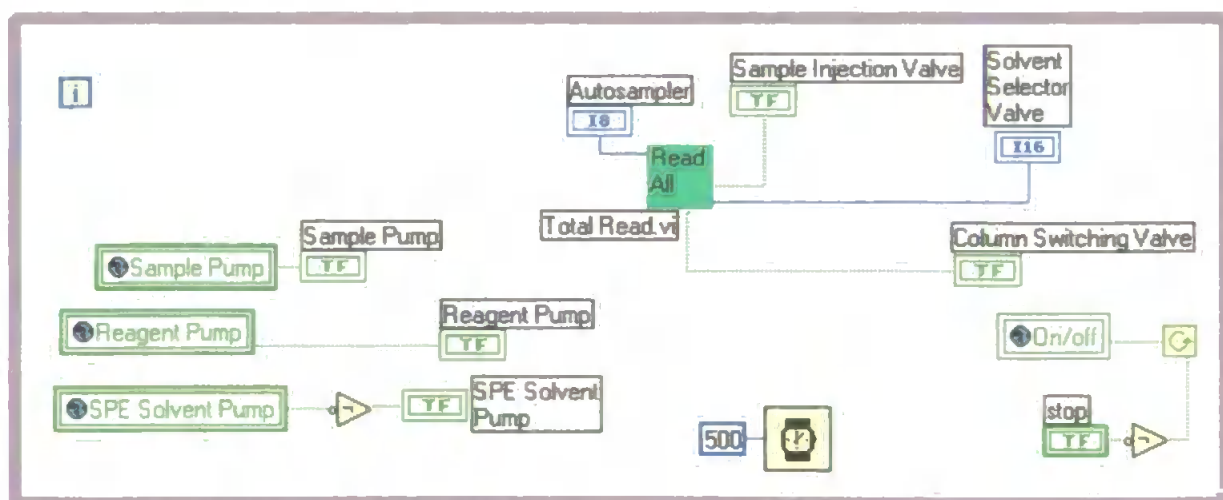 i
Autosampler
I8
Sample Injection Valve
TF
Solvent
Selector
Valve
I16
Read
All
Total Read.vi
Sample Pump
Sample Pump
TF
Column Switching Valve
TF
Reagent Pump
Reagent Pump
TF
On/off
SPE Solvent Pump
TF
SPE Solvent
Pump
500
stop
TF